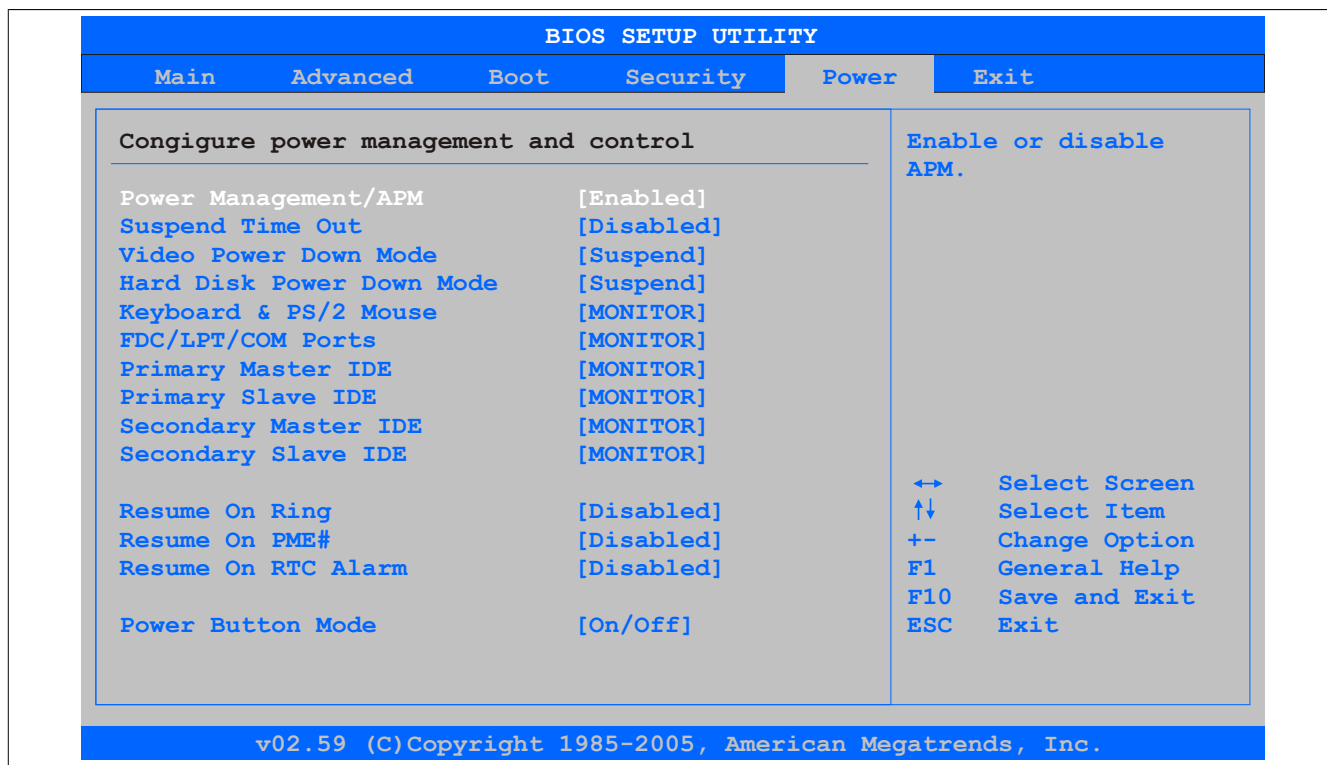 BIOS SETUP UTILITY
Main Advanced Boot Security Power Exit
Congigure power management and control
Power Management/APM [Enabled]
Suspend Time Out [Disabled]
Video Power Down Mode [Suspend]
Hard Disk Power Down Mode [Suspend]
Keyboard & PS/2 Mouse [MONITOR]
FDC/LPT/COM Ports [MONITOR]
Primary Master IDE [MONITOR]
Primary Slave IDE [MONITOR]
Secondary Master IDE [MONITOR]
Secondary Slave IDE [MONITOR]
Resume On Ring [Disabled]
Resume On PME# [Disabled]
Resume On RTC Alarm [Disabled]
Power Button Mode [On/Off]
Enable or disable
APM.
↔ Select Screen
↑↓ Select Item
+- Change Option
F1 General Help
F10 Save and Exit
ESC Exit
v02.59 (C)Copyright 1985-2005, American Megatrends, Inc.